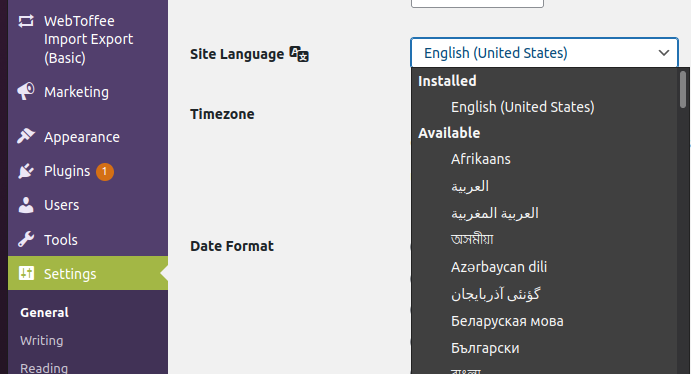 WebToffee
Import Export
(Basic)
Marketing
Appearance
Plugins 1
Users
Tools
Settings
General
Writing
Reading
Site Language
English (United States)
Installed
English (United States)
Available
Afrikaans
العربية
العربية المغربية
অসমীয়া
Azərbaycan dili
گؤنئی آذربایجان
Беларуская мова
Български
বাংলা
Timezone
Date Format